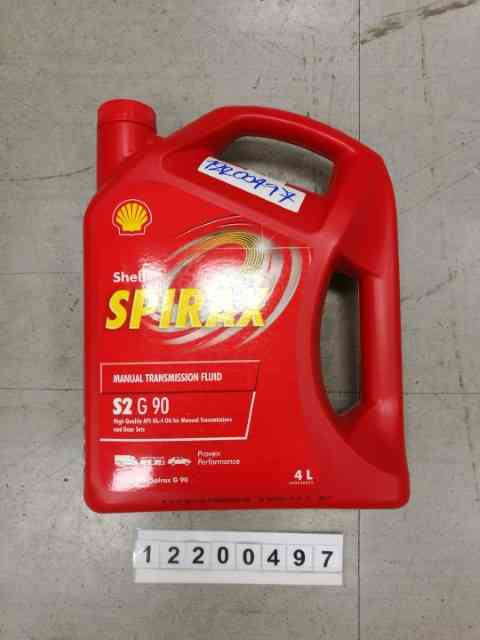 12200497
Shell
SPIRAX
MANUAL TRANSMISSION FLUID
S2 G 90
High Quality API GL-4 Oil for Manual Transmissions
and Gear Sets
Proven
Performance
Spirax G 90
4 L
12200497